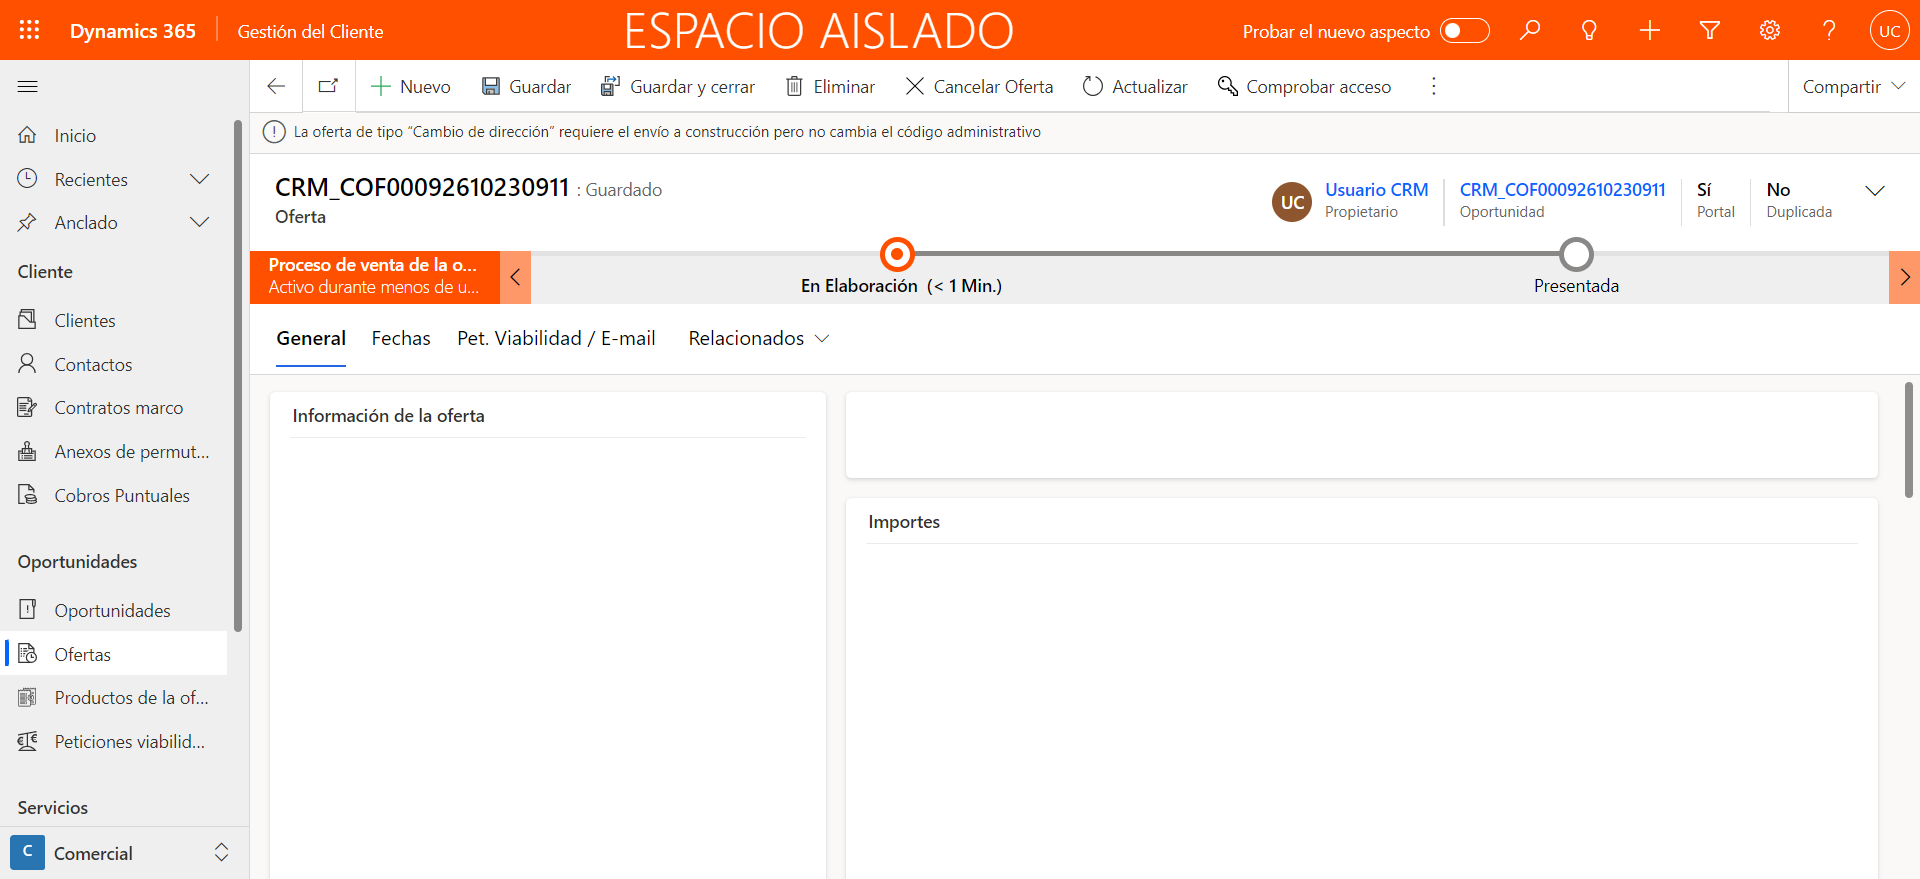 Dynamics 365
Gestión del Cliente
ESPACIO AISLADO
Probar el nuevo aspecto
UC
Nuevo
Guardar
Guardar y cerrar
Eliminar
Cancelar Oferta
Actualizar
Comprobar acceso
Compartir
La oferta de tipo “Cambio de dirección” requiere el envío a construcción pero no cambia el código administrativo
Inicio
Recientes
Anclado
Cliente
Clientes
Contactos
Contratos marco
Anexos de permut...
Cobros Puntuales
Oportunidades
Oportunidades
Ofertas
Productos de la of...
Peticiones viabilid...
Servicios
C
Comercial
CRM_COF00092610230911 : Guardado
Oferta
UC
Usuario CRM
Propietario
CRM_COF00092610230911
Oportunidad
Sí
Portal
No
Duplicada
Proceso de venta de la o...
Activo durante menos de u...
En Elaboración (< 1 Min.)
Presentada
General
Fechas
Pet. Viabilidad / E-mail
Relacionados
Información de la oferta
Importes